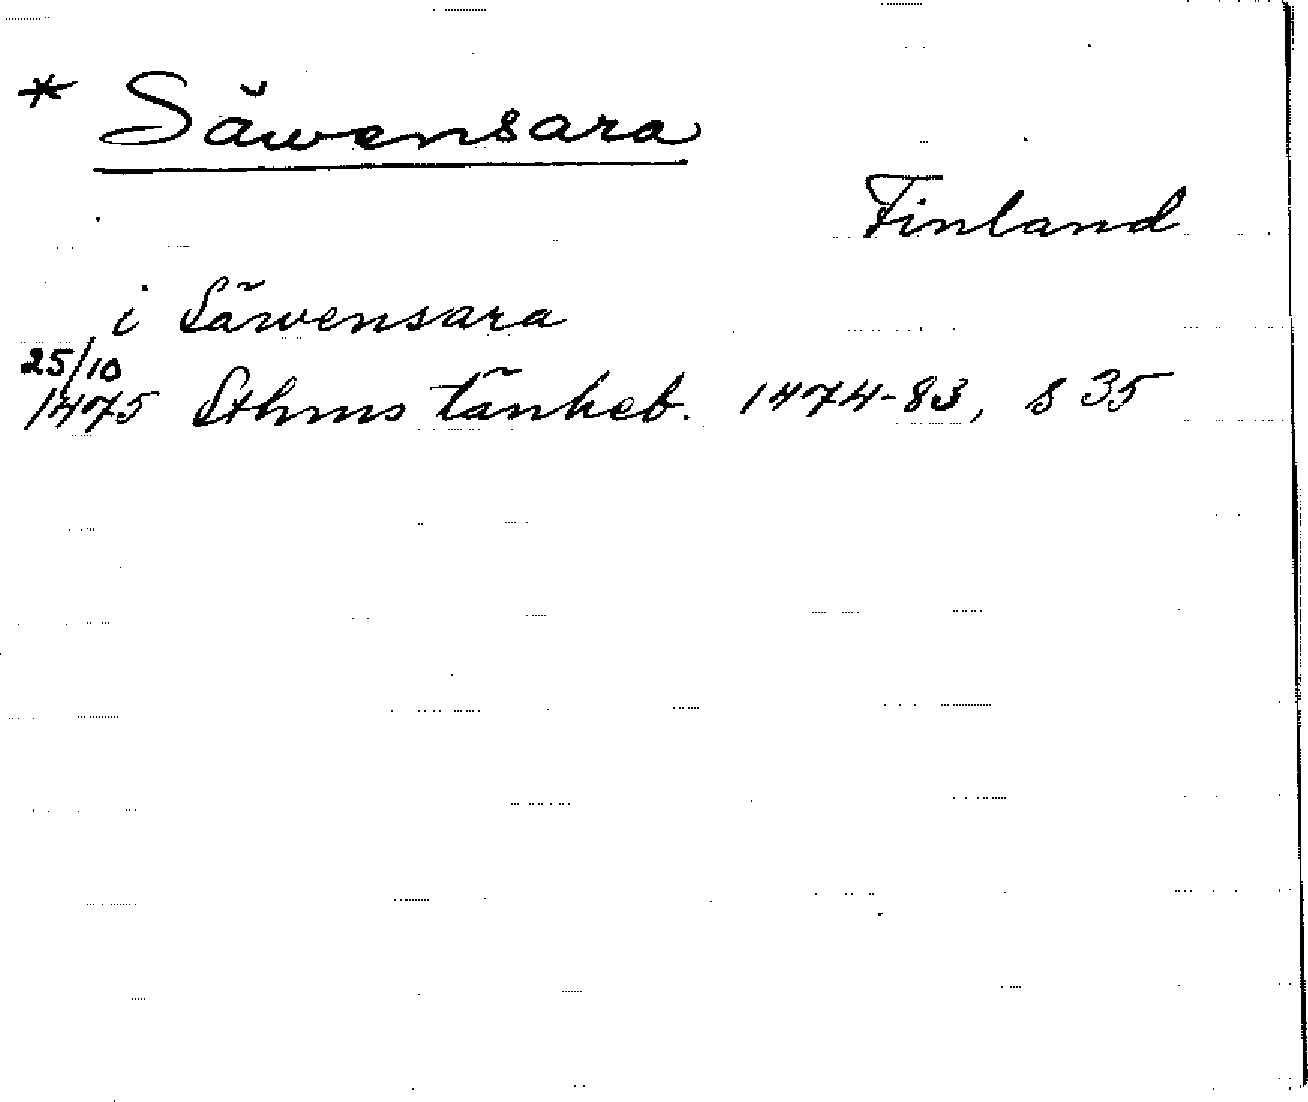 * Säwensara
Finland
i Säwensara
25/10
1475 Sthms tänkeb. 1474-83, s 35